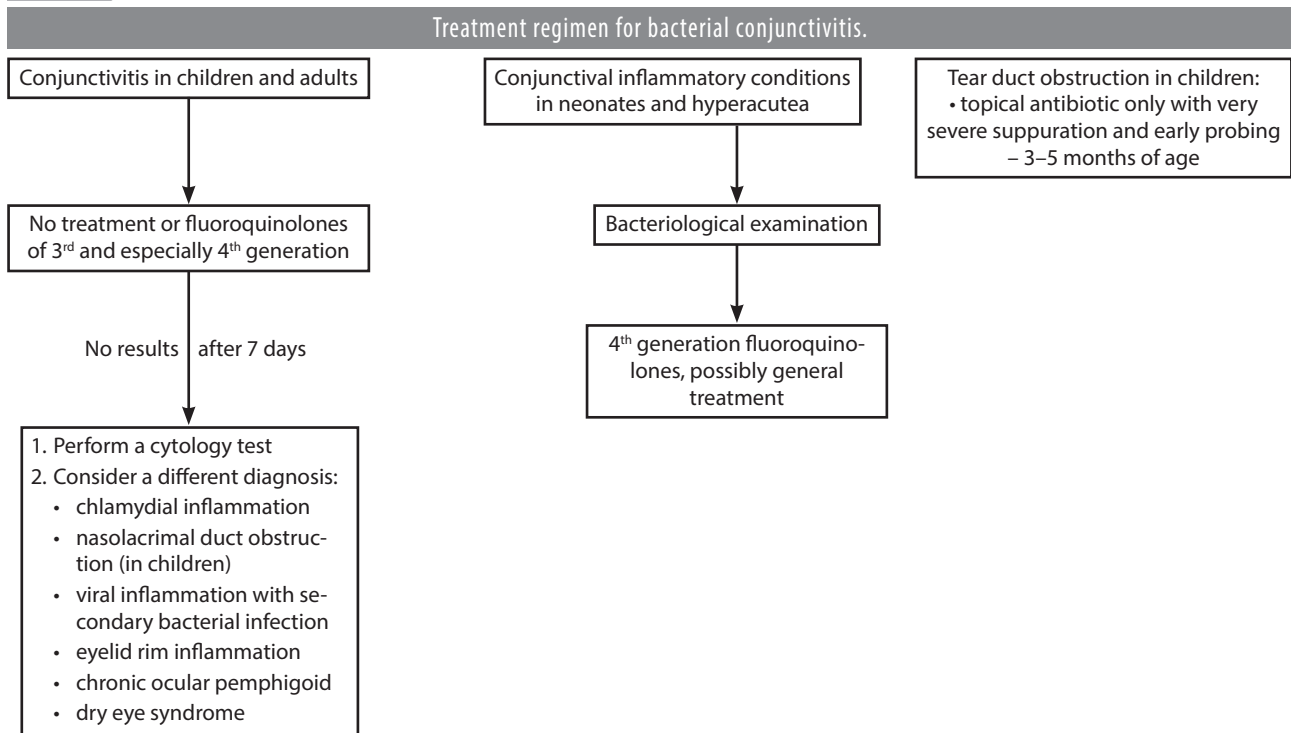 Treatment regimen for bacterial conjunctivitis.
Conjunctivitis in children and adults
No treatment or fluoroquinolones
of 3rd and especially 4th generation
No results after 7 days
1. Perform a cytology test
2. Consider a different diagnosis:
• chlamydial inflammation
• nasolacrimal duct obstruc-
tion (in children)
• viral inflammation with se-
condary bacterial infection
• eyelid rim inflammation
• chronic ocular pemphigoid
• dry eye syndrome
Conjunctival inflammatory conditions
in neonates and hyperacutea
Bacteriological examination
4th generation fluoroquino-
lones, possibly general
treatment
Tear duct obstruction in children:
• topical antibiotic only with very
severe suppuration and early probing
– 3–5 months of age